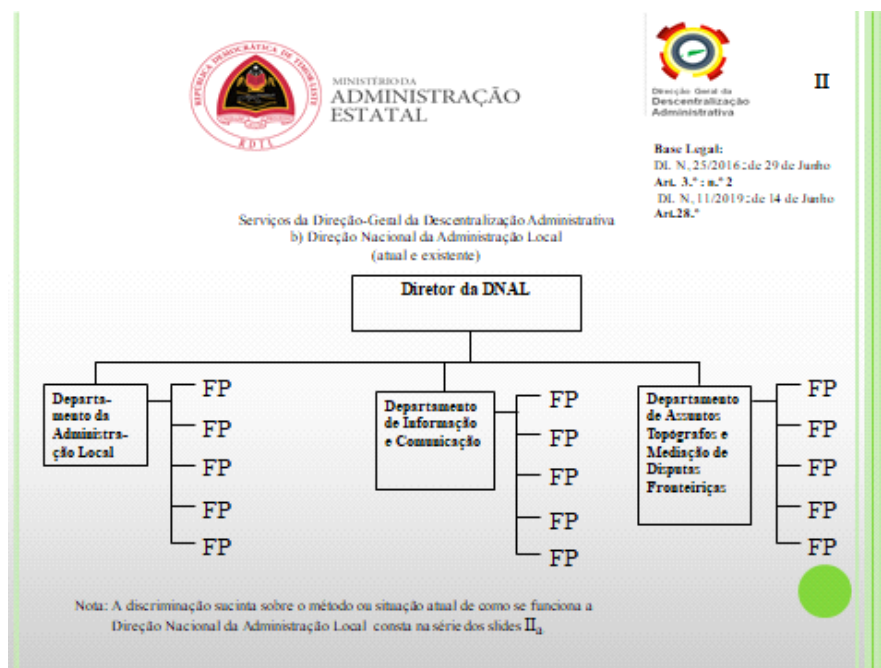 REPÚBLICA DEMOCRÁTICA DE TIMOR-LESTE
RDTL
MINISTÉRIO DA
ADMINISTRAÇÃO
ESTATAL
Direcção Geral da
Descentralização
Administrativa
II
Base Legal:
DL N, 25/2016 : de 29 de Junho
Art. 3.º : n.º 2
DL N, 11/2019 : de 14 de Junho
Art.28.º
Serviços da Direção-Geral da Descentralização Administrativa
b) Direção Nacional da Administração Local
(atual e existente)
Diretor da DNAL
Departa-
mento da
Administra-
ção Local
FP
FP
FP
FP
FP
Departamento
de Informação
e Comunicação
FP
FP
FP
FP
FP
Departamento
de Assuntos
Topógrafos e
Mediação de
Disputas
Fronteiriças
FP
FP
FP
FP
FP
Nota: A discriminação sucinta sobre o método ou situação atual de como se funciona a
Direção Nacional da Administração Local consta na série dos slides IIa